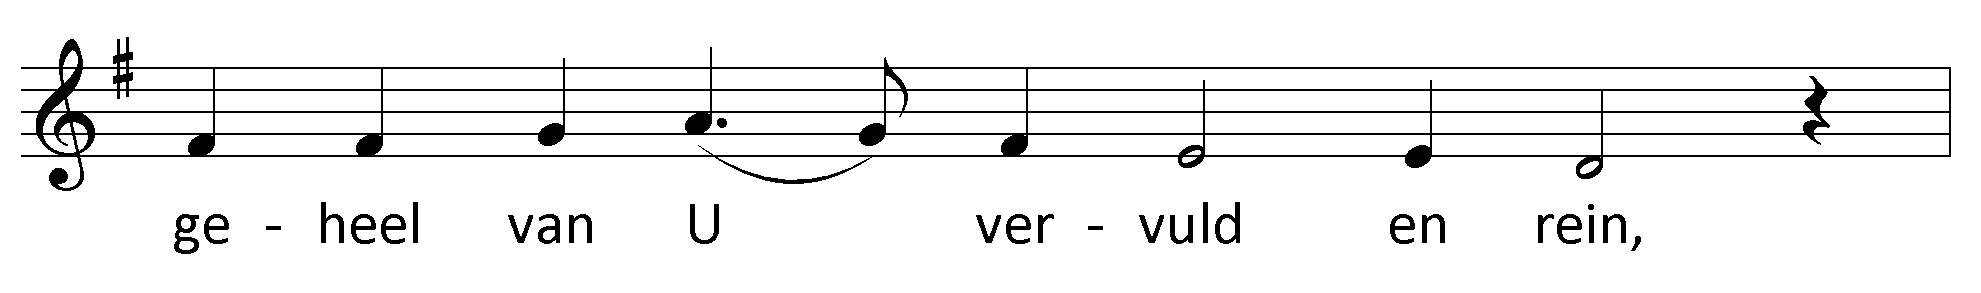 ge - heel van U ver - vuld en rein,